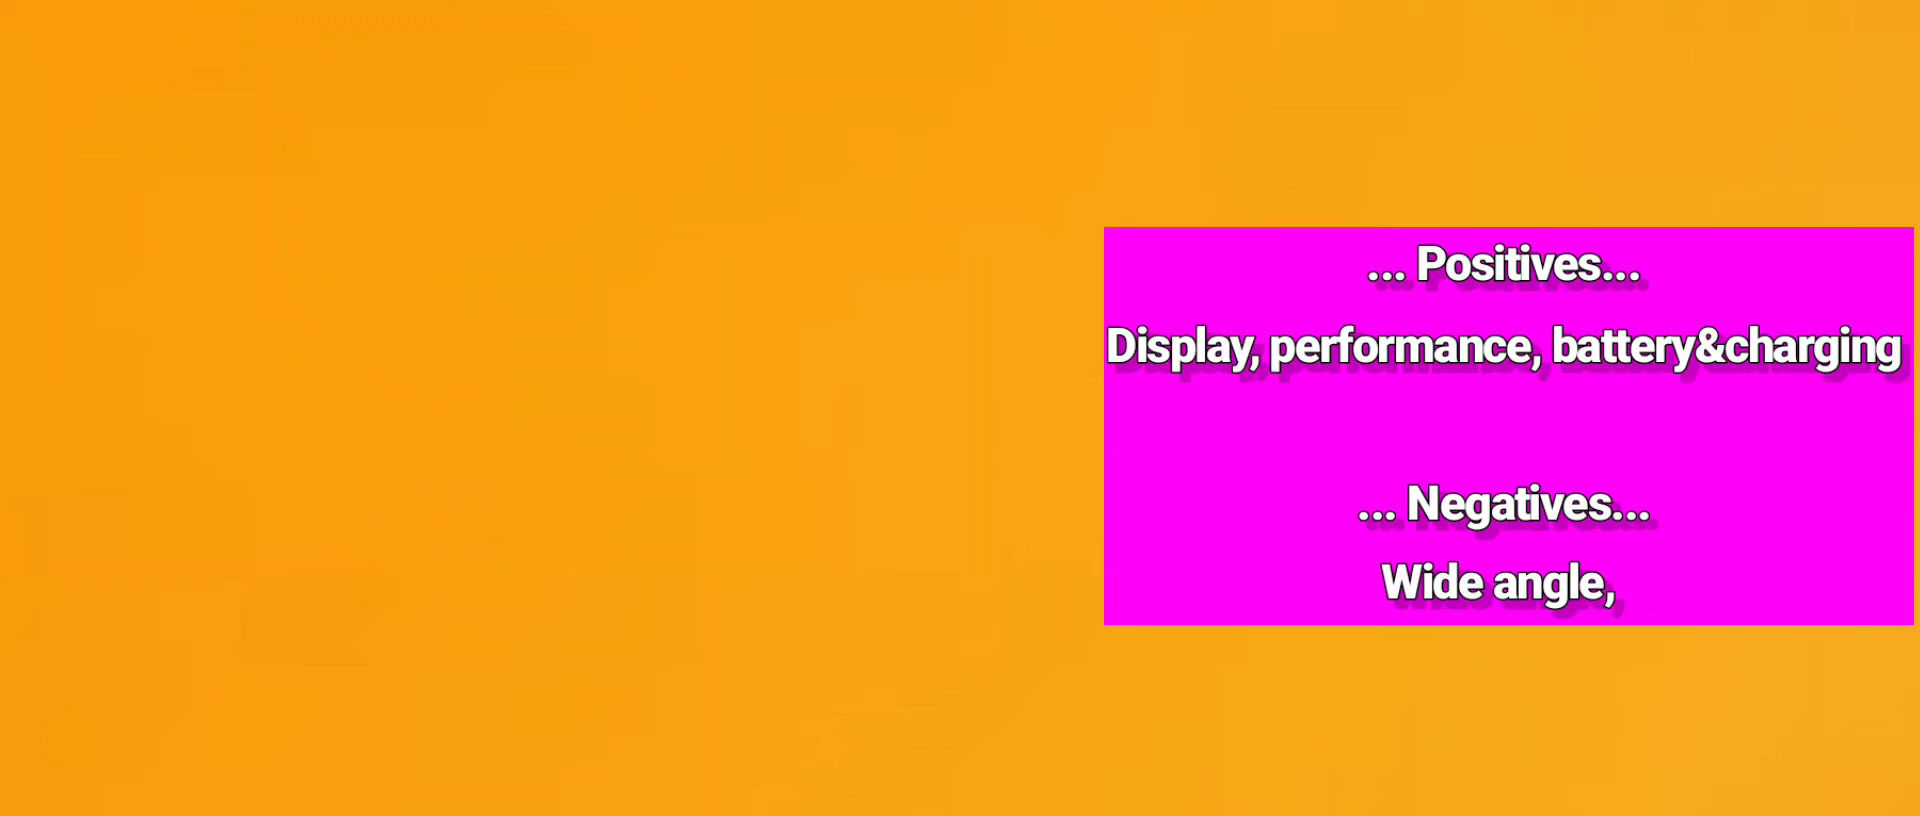 ... Positives...
Display, performance, battery&charging
... Negatives...
Wide angle,